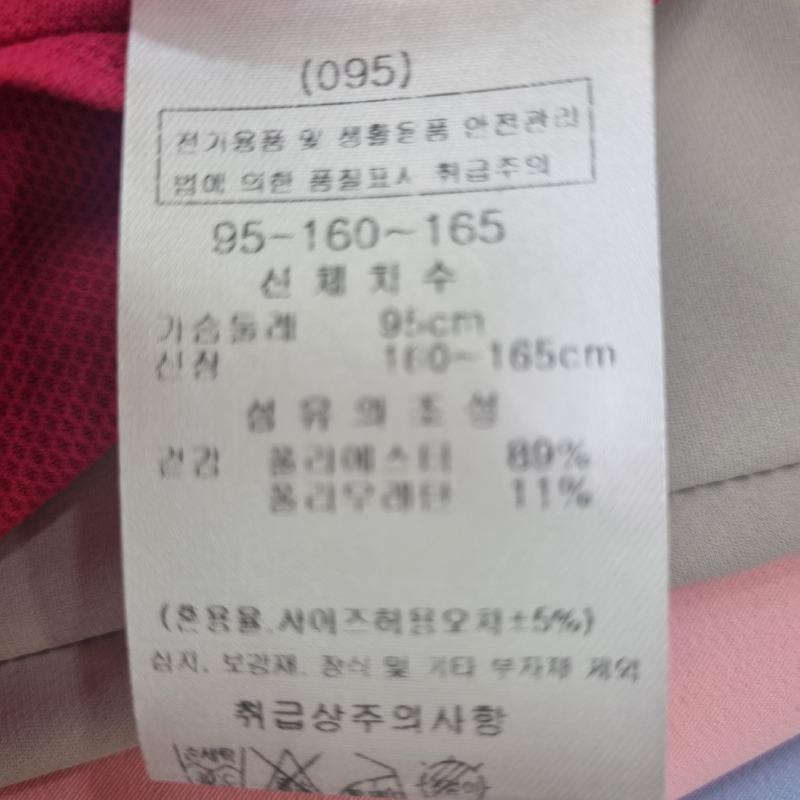 (095)
전기용품 및 생활용품 안전관리
법에 의한 품질표시 취급주의
95-160~165
신체치수
가슴둘레 95cm
신장 160~165cm
섬유의조성
겉감 폴리에스터 89%
폴리우레탄 11%
(혼용율.사이즈허용오차±5%)
심지. 보강재. 장식 및 기타 부자재 제외
취급상주의사항
손세탁